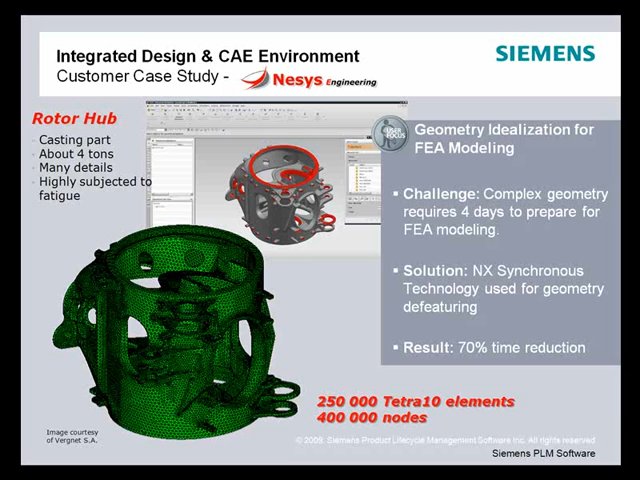 Integrated Design & CAE Environment
Customer Case Study -
Nesys Engineering
SIEMENS
Rotor Hub
- Casting part
- About 4 tons
- Many details
- Highly subjected to
fatigue
USER
FOCUS
Geometry Idealization for
FEA Modeling
▪ Challenge: Complex geometry
requires 4 days to prepare for
FEA modeling.
▪ Solution: NX Synchronous
Technology used for geometry
defeaturing
▪ Result: 70% time reduction
250 000 Tetra10 elements
400 000 nodes
Image courtesy
of Vergnet S.A.
© 2009. Siemens Product Lifecycle Management Software Inc. All rights reserved
Siemens PLM Software